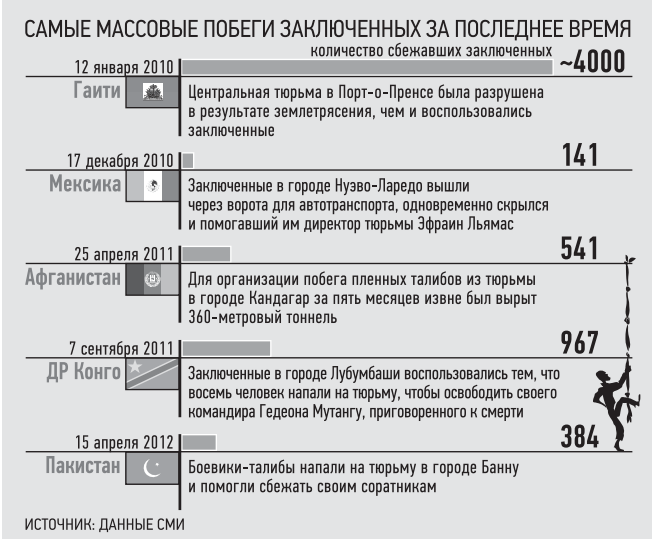 САМЫЕ МАССОВЫЕ ПОБЕГИ ЗАКЛЮЧЕННЫХ ЗА ПОСЛЕДНЕЕ ВРЕМЯ
количество сбежавших заключенных
12 января 2010
~4000
Гаити
Центральная тюрьма в Порт-о-Пренсе была разрушена
в результате землетрясения, чем и воспользовались
заключенные
17 декабря 2010
141
Мексика
Заключенные в городе Нуэво-Ларедо вышли
через ворота для автотранспорта, одновременно скрылся
и помогавший им директор тюрьмы Эфраин Льямас
25 апреля 2011
541
Афганистан
Для организации побега пленных талибов из тюрьмы
в городе Кандагар за пять месяцев извне был вырыт
360-метровый тоннель
7 сентября 2011
967
ДР Конго
Заключенные в городе Лубумбаши воспользовались тем, что
восемь человек напали на тюрьму, чтобы освободить своего
командира Гедеона Мутангу, приговоренного к смерти
15 апреля 2012
384
Пакистан
Боевики-талибы напали на тюрьму в городе Банну
и помогли сбежать своим соратникам
ИСТОЧНИК: ДАННЫЕ СМИ